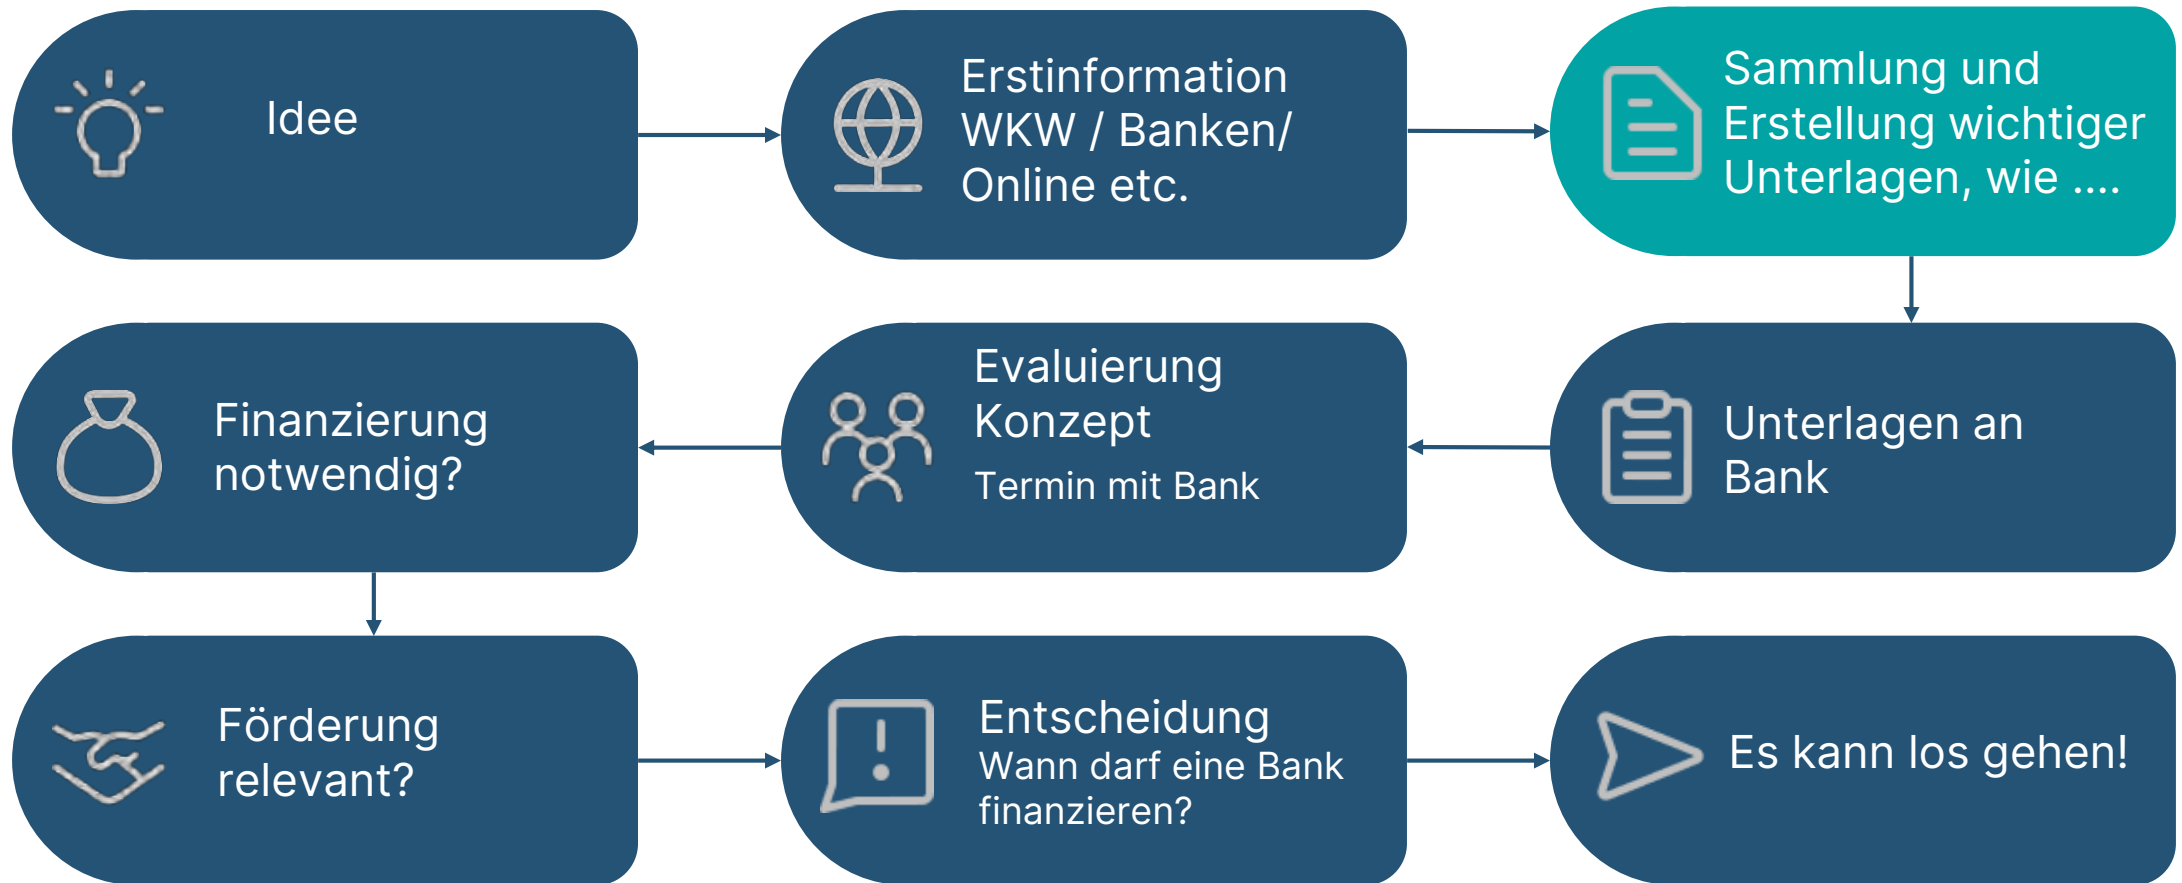 Idee
Erstinformation
WKW / Banken/
Online etc.
Sammlung und
Erstellung wichtiger
Unterlagen, wie ....
Unterlagen an
Bank
Evaluierung
Konzept
Termin mit Bank
Finanzierung
notwendig?
Förderung
relevant?
Entscheidung
Wann darf eine Bank
finanzieren?
Es kann los gehen!